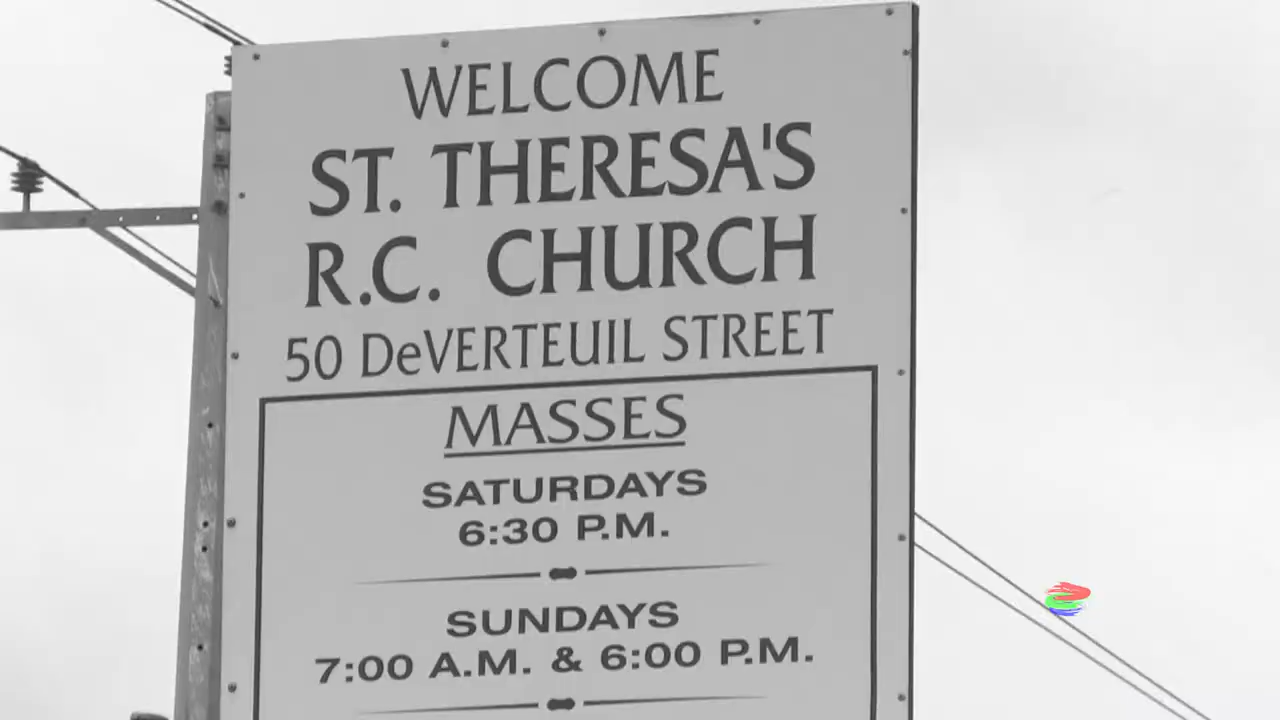 WELCOME
ST. THERESA'S
R.C. CHURCH
50 DeVERTEUIL STREET
MASSES
SATURDAYS
6:30 P.M.
SUNDAYS
7:00 A.M. & 6:00 P.M.